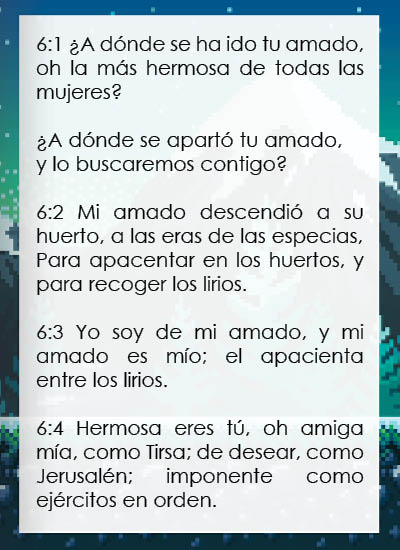 6:1 ¿A dónde se ha ido tu amado,
oh la más hermosa de todas las
mujeres?
¿A dónde se apartó tu amado,
y lo buscaremos contigo?
6:2 Mi amado descendió a su
huerto, a las eras de las especias,
Para apacentar en los huertos, y
para recoger los lirios.
6:3 Yo soy de mi amado, y mi
amado es mío; el apacienta
entre los lirios.
6:4 Hermosa eres tú, oh amiga
mía, como Tirsa; de desear, como
Jerusalén; imponente como
ejércitos en orden.